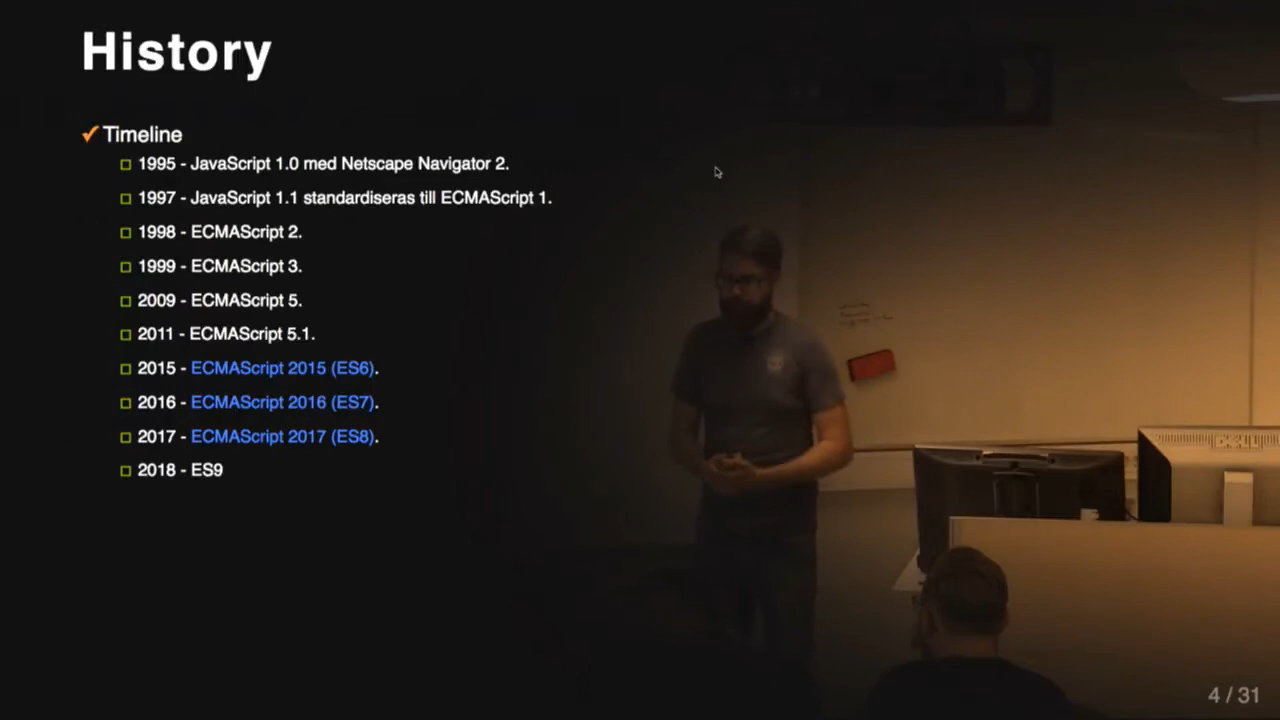 History
✓ Timeline
1995 - JavaScript 1.0 med Netscape Navigator 2.
1997 - JavaScript 1.1 standardiseras till ECMAScript 1.
1998 - ECMAScript 2.
1999 - ECMAScript 3.
2009 - ECMAScript 5.
2011 - ECMAScript 5.1.
2015 - ECMAScript 2015 (ES6).
2016 - ECMAScript 2016 (ES7).
2017 - ECMAScript 2017 (ES8).
2018 - ES9
DELL
4 / 31